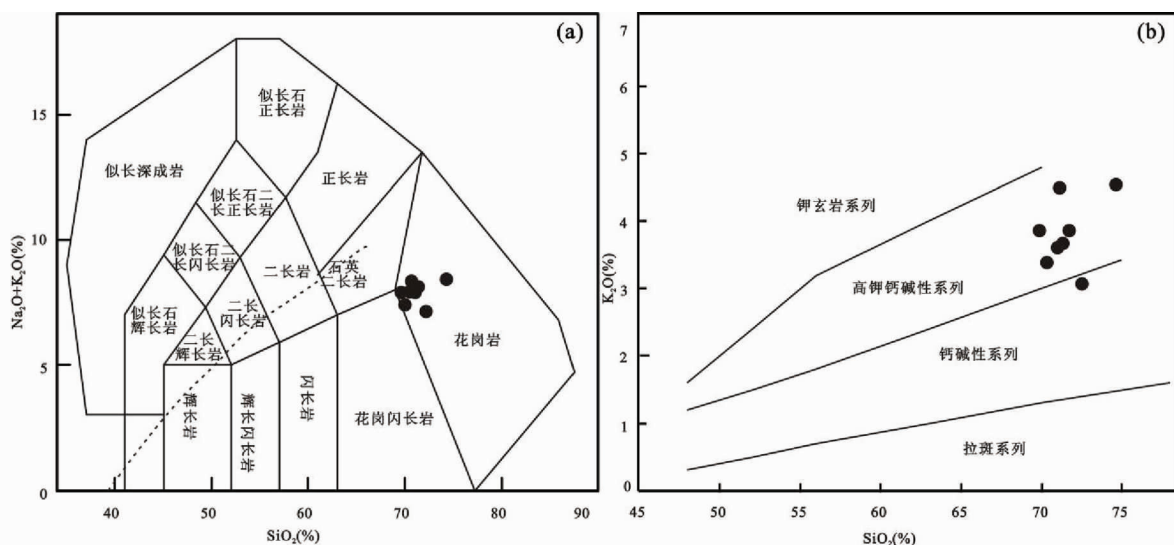 (a)
似长石
正长岩
似长深成岩
正长岩
似长石二
长正长岩
似长石二
长闪长岩
二长岩
石英
二长岩
似长石
辉长岩
二长
闪长岩
二长
辉长岩
花岗岩
辉长岩
辉长闪长岩
闪长岩
花岗闪长岩
Na₂O+K₂O(%)
15
10
5
0
40
50
60
70
80
90
SiO₂(%)
(b)
钾玄岩系列
高钾钙碱性系列
钙碱性系列
拉斑系列
K₂O(%)
7
6
5
4
3
2
1
0
45
50
55
60
65
70
75
SiO₂(%)